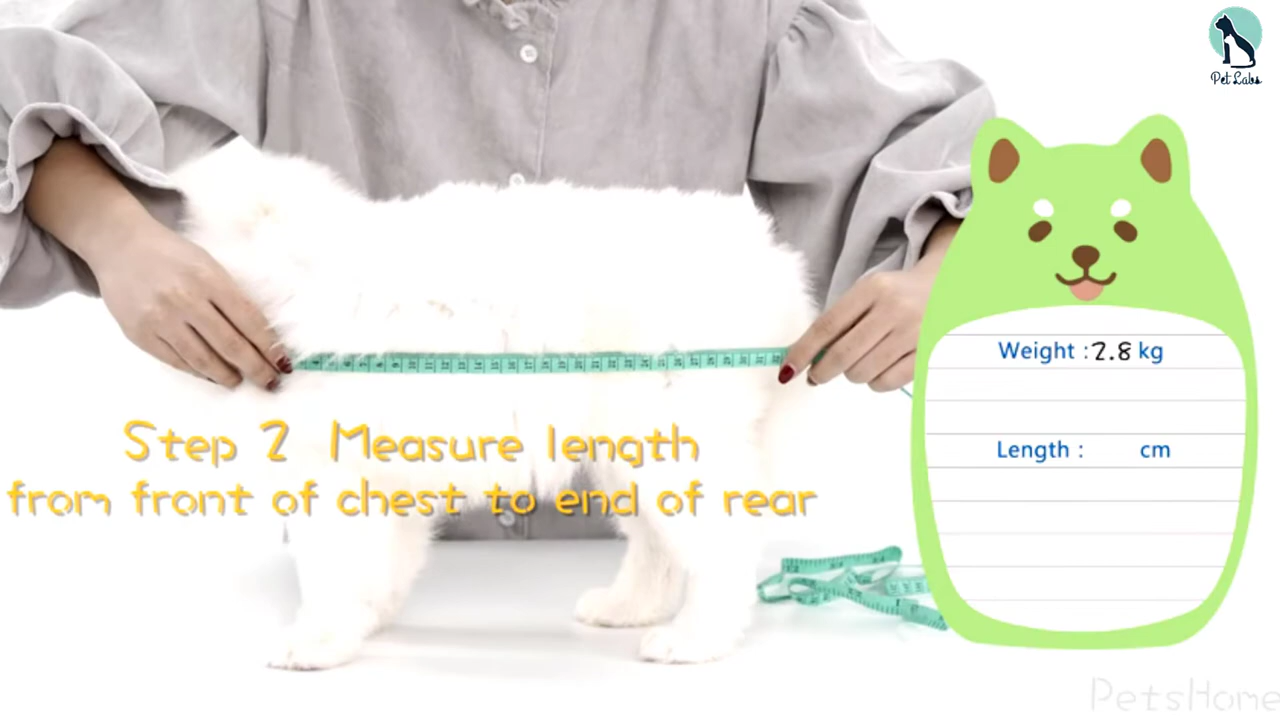 Pet Labs
Weight : 2.8 kg
Length : cm
Step 2 Measure length
from front of chest to end of rear
PetsHome